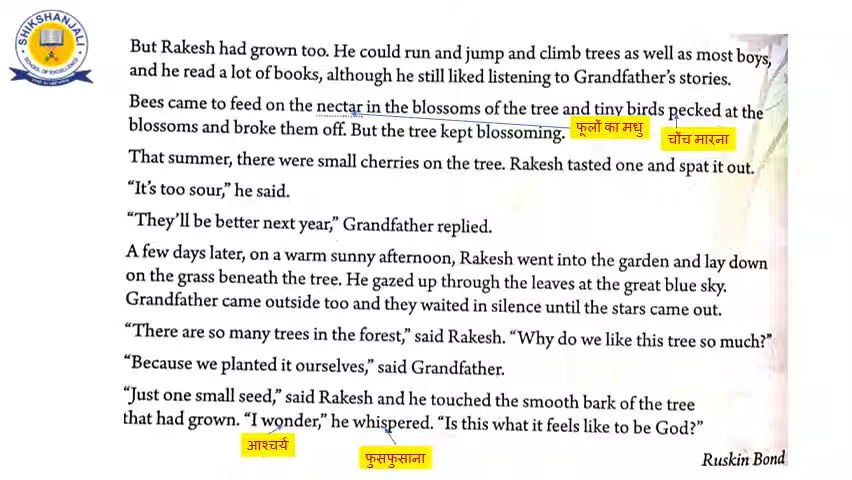 SHIKSHANJALI
SCHOOL OF EXCELLENCE
But Rakesh had grown too. He could run and jump and climb trees as well as most boys,
and he read a lot of books, although he still liked listening to Grandfather's stories.
Bees came to feed on the nectar in the blossoms of the tree and tiny birds pecked at the
blossoms and broke them off. But the tree kept blossoming.
फूलों का मधु
चोंच मारना
That summer, there were small cherries on the tree. Rakesh tasted one and spat it out.
“It's too sour,” he said.
“They'll be better next year,” Grandfather replied.
A few days later, on a warm sunny afternoon, Rakesh went into the garden and lay down
on the grass beneath the tree. He gazed up through the leaves at the great blue sky.
Grandfather came outside too and they waited in silence until the stars came out.
“There are so many trees in the forest,” said Rakesh. “Why do we like this tree so much?”
“Because we planted it ourselves,” said Grandfather.
“Just one small seed,” said Rakesh and he touched the smooth bark of the tree
that had grown. “I wonder,” he whispered. “Is this what it feels like to be God?”
आश्चर्य
फुसफुसाना
Ruskin Bond